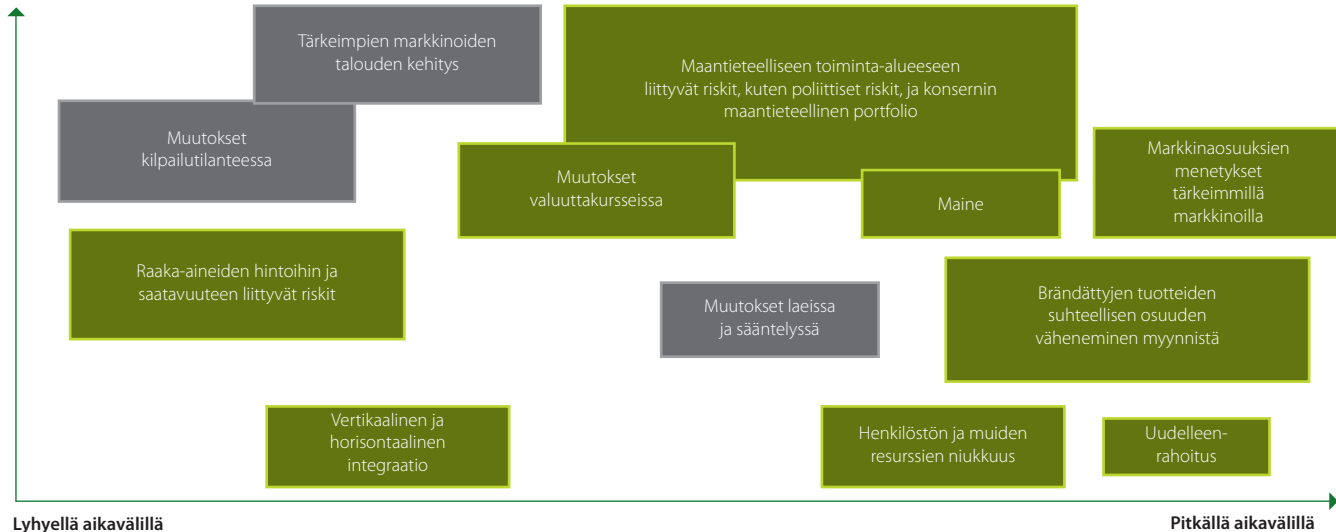 Tärkeimpien markkinoiden
talouden kehitys
Maantieteelliseen toiminta-alueeseen
liittyvät riskit, kuten poliittiset riskit, ja konsernin
maantieteellinen portfolio
Muutokset
kilpailutilanteessa
Muutokset
valuuttakursseissa
Maine
Markkinaosuuksien
menetykset
tärkeimmillä
markkinoilla
Raaka-aineiden hintoihin ja
saatavuuteen liittyvät riskit
Muutokset laeissa
ja sääntelyssä
Brändättyjen tuotteiden
suhteellisen osuuden
väheneminen myynnistä
Vertikaalinen ja
horisontaalinen
integraatio
Henkilöstön ja muiden
resurssien niukkuus
Uudelleen-
rahoitus
Lyhyellä aikavälillä
Pitkällä aikavälillä